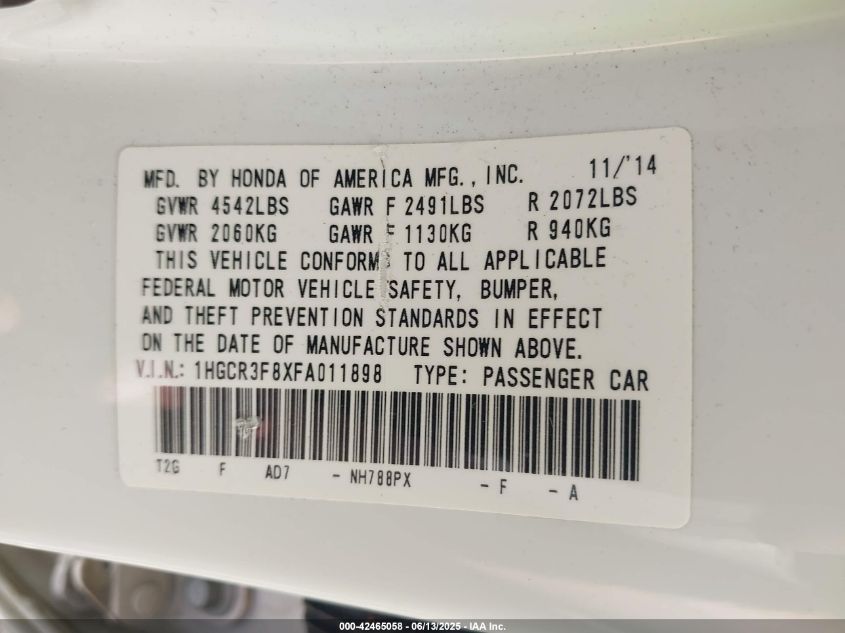 MFD. BY HONDA OF AMERICA MFG., INC. 11/'14
GVWR 4542LBS GAWR F 2491LBS R 2072LBS
GVWR 2060KG GAWR F 1130KG R 940KG
THIS VEHICLE CONFORM TO ALL APPLICABLE
FEDERAL MOTOR VEHICLE SAFETY, BUMPER,
AND THEFT PREVENTION STANDARDS IN EFFECT
ON THE DATE OF MANUFACTURE SHOWN ABOVE.
V.I.N.: 1HGCR3F8XFA011898 TYPE: PASSENGER CAR
T2G F AD7 - NH788PX - F - A
000-42465058 - 06/13/2025 - IAA Inc.